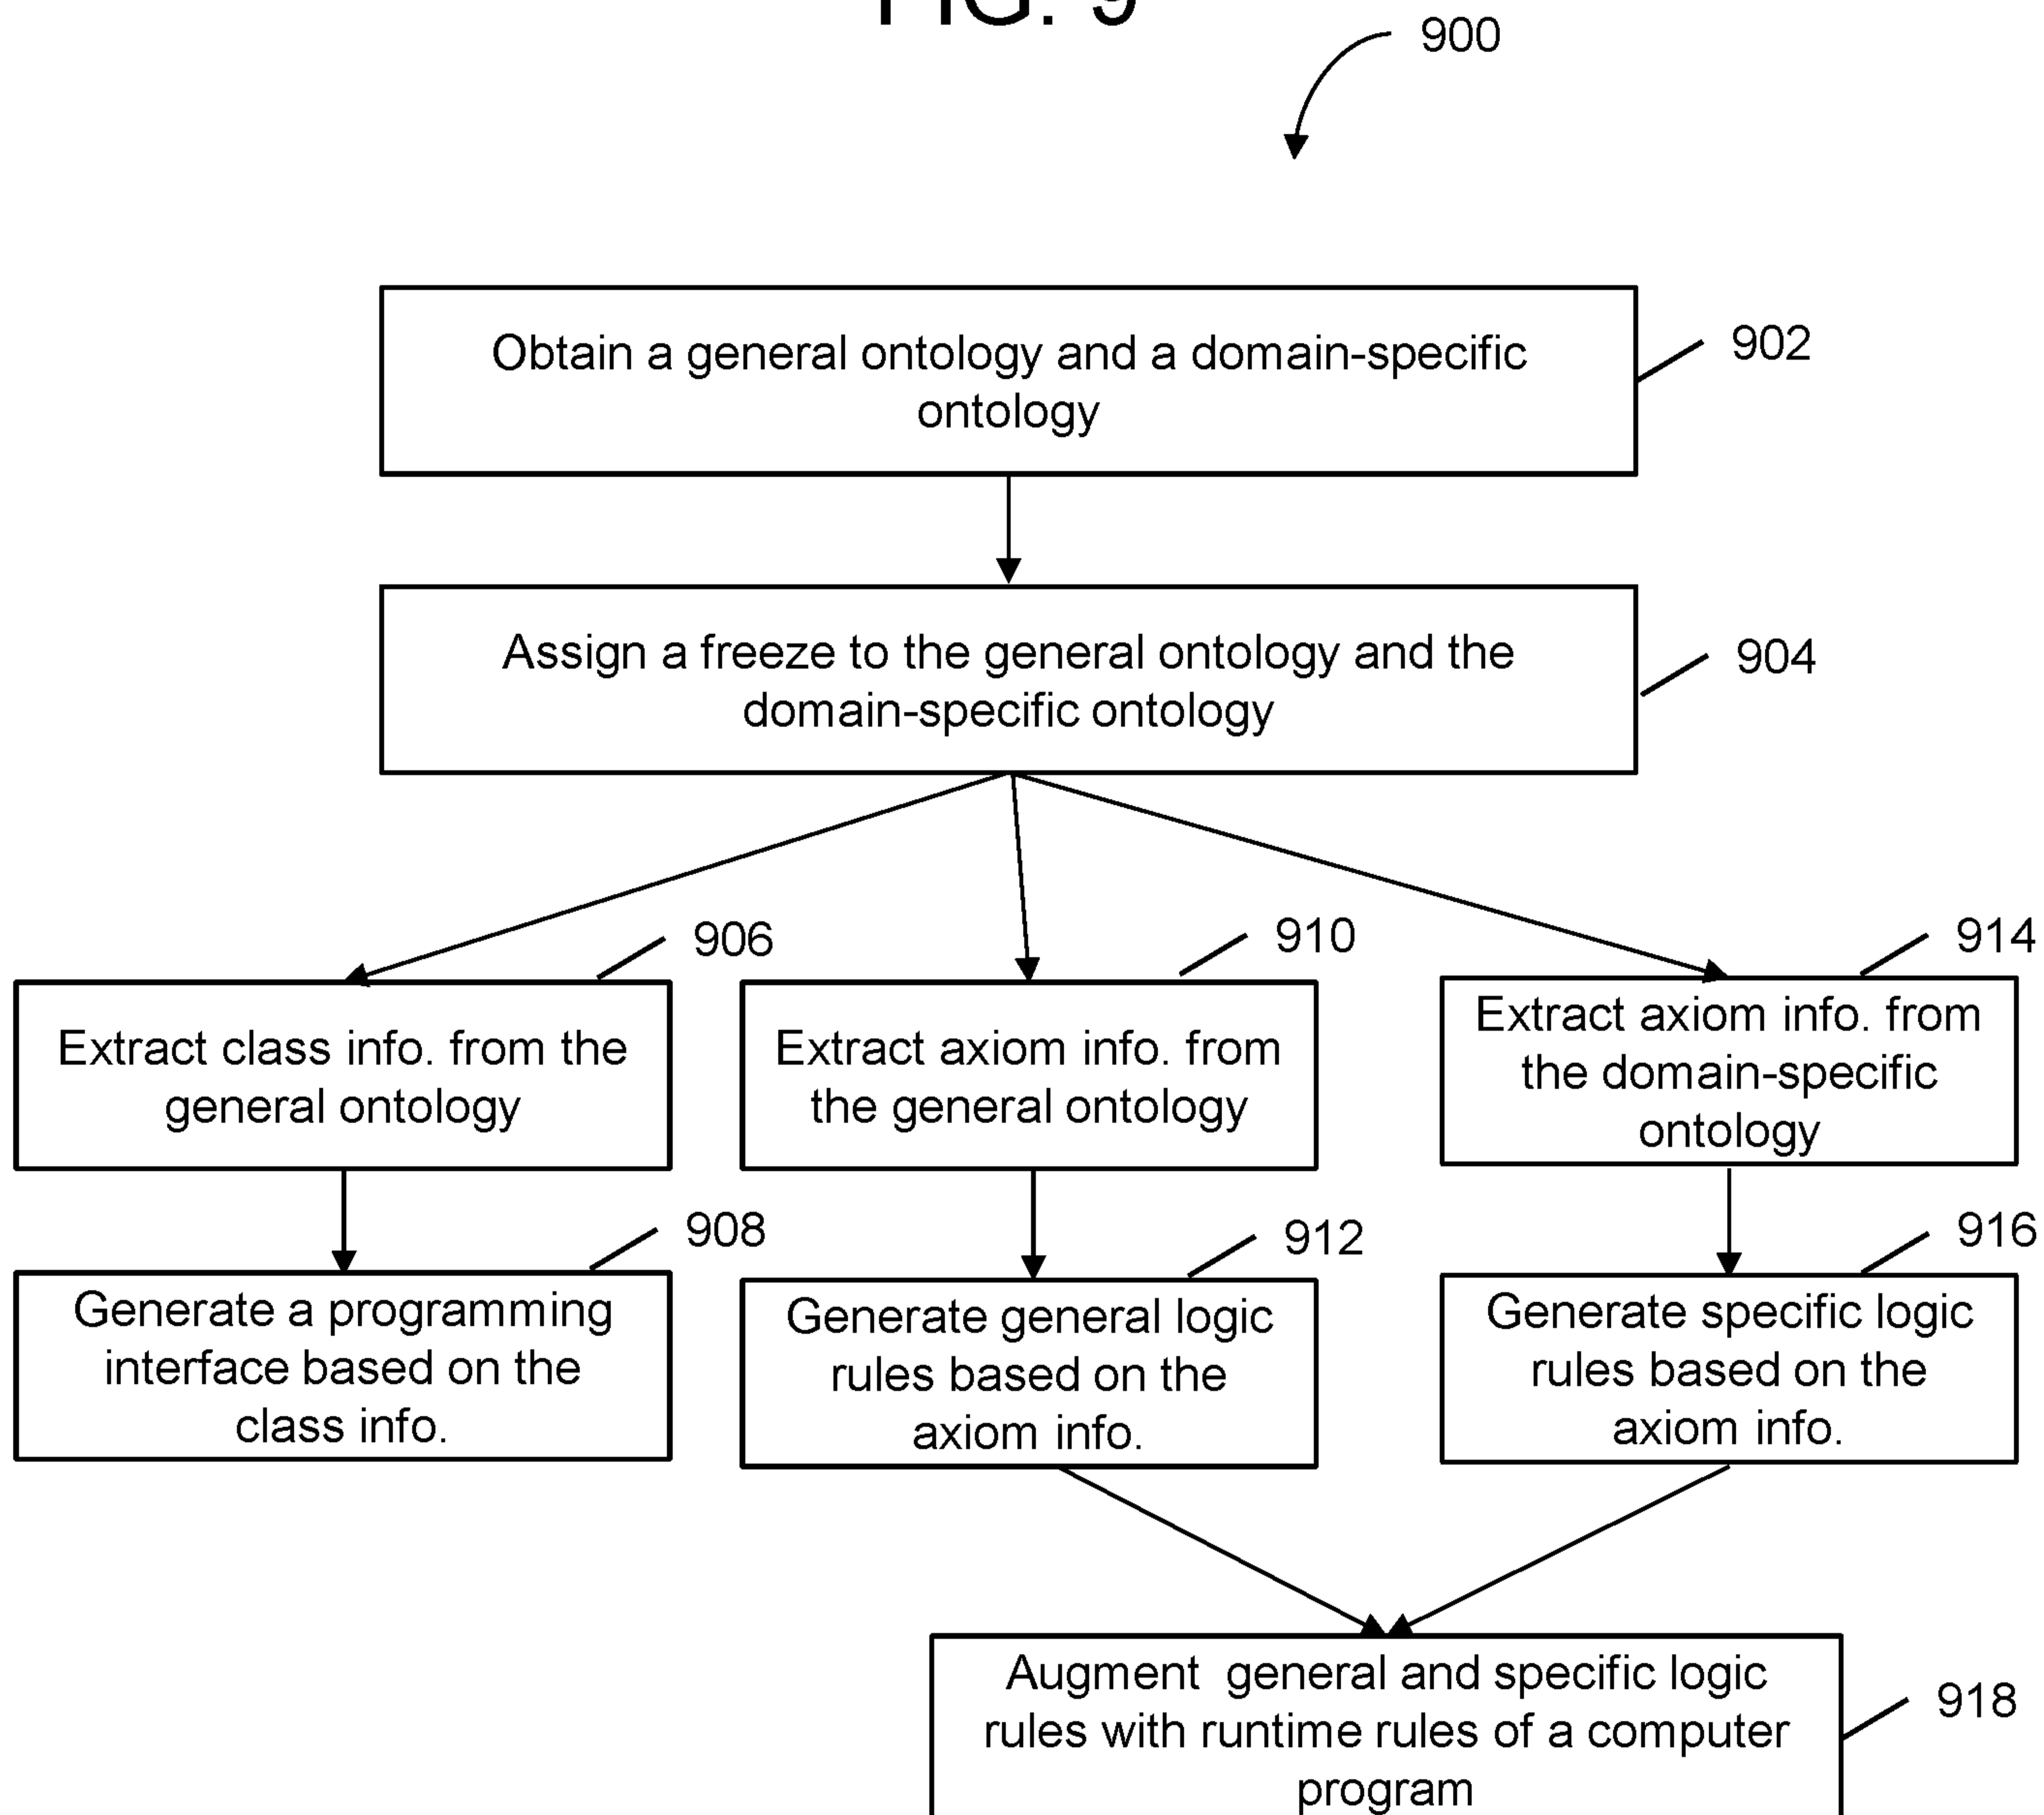 FIG. 9
900
Obtain a general ontology and a domain-specific
ontology
902
Assign a freeze to the general ontology and the
domain-specific ontology
904
906
Extract class info. from the
general ontology
910
Extract axiom info. from
the general ontology
914
Extract axiom info. from
the domain-specific
ontology
908
Generate a programming
interface based on the
class info.
912
Generate general logic
rules based on the
axiom info.
916
Generate specific logic
rules based on the
axiom info.
Augment general and specific logic
rules with runtime rules of a computer
program
918